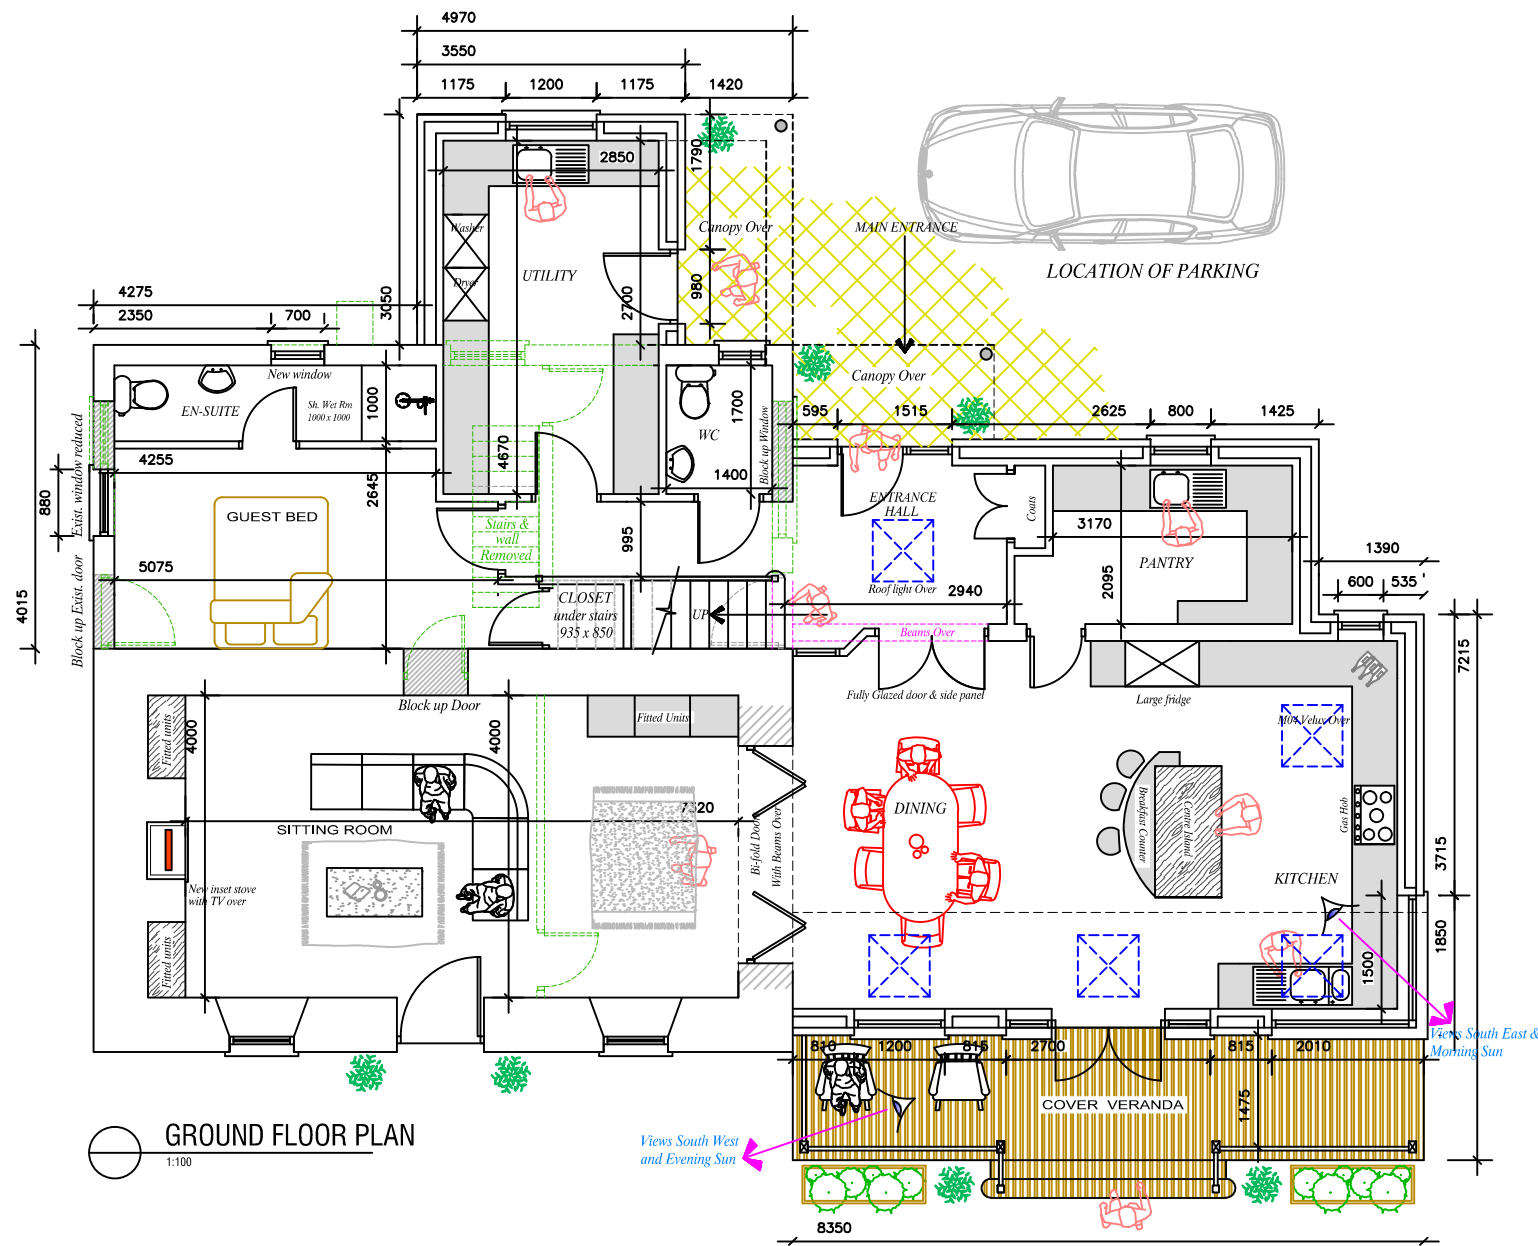 4970
3550
1175 1200 1175 1420
1790
2850
Washer
Canopy Over
MAIN ENTRANCE
LOCATION OF PARKING
UTILITY
Dryer
980
4275
3050
2700
2350 700
New window
Canopy Over
EN-SUITE
Sh. Wet Rm
1000 x 1000
1000
1700
WC
595 1515 2625 800 1425
Block up Window
Exist. window reduced
4255
4670
1400
2645
880
GUEST BED
ENTRANCE
HALL
Coats
3170
Stairs &
wall
Removed
995
PANTRY
1390
5075
Roof light Over
2940
2095
600 535
4015
Block up Exist. door
CLOSET
under stairs
935 x 850
UP
Beams Over
7215
Block up Door
Fully Glazed door & side panel
Large fridge
Fitted units
4000
4000
Fitted Units
M04 Velux Over
7320
DINING
SITTING ROOM
Bi-fold Door
With Beams Over
Breakfast Counter
Centre Island
Gas Hob
3715
KITCHEN
New inset stove
with TV over
Fitted units
1850
1500
Views South East &
Morning Sun
810 1200 815 2700 815 2010
COVER VERANDA
1475
Views South West
and Evening Sun
GROUND FLOOR PLAN
1:100
8350